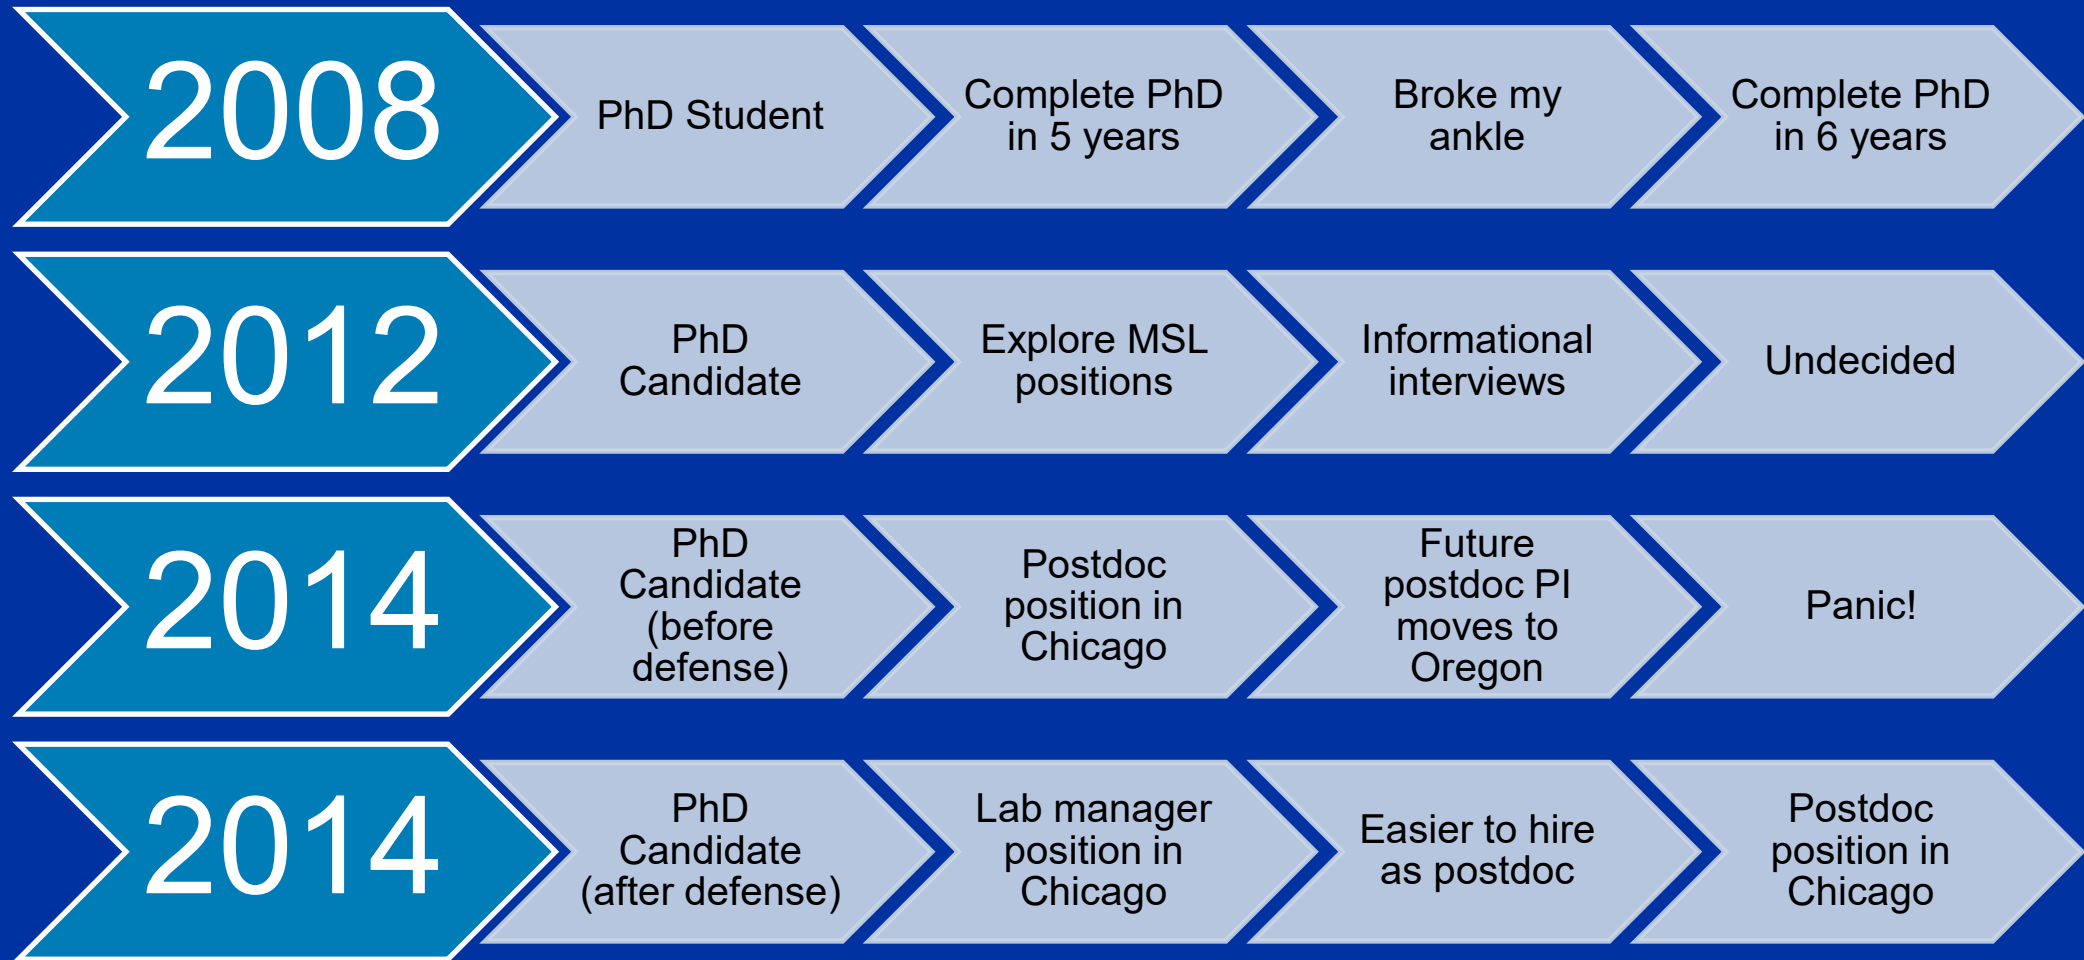 2008
PhD Student
Complete PhD
in 5 years
Broke my
ankle
Complete PhD
in 6 years
2012
PhD
Candidate
Explore MSL
positions
Informational
interviews
Undecided
2014
PhD
Candidate
(before
defense)
Postdoc
position in
Chicago
Future
postdoc PI
moves to
Oregon
Panic!
2014
PhD
Candidate
(after defense)
Lab manager
position in
Chicago
Easier to hire
as postdoc
Postdoc
position in
Chicago